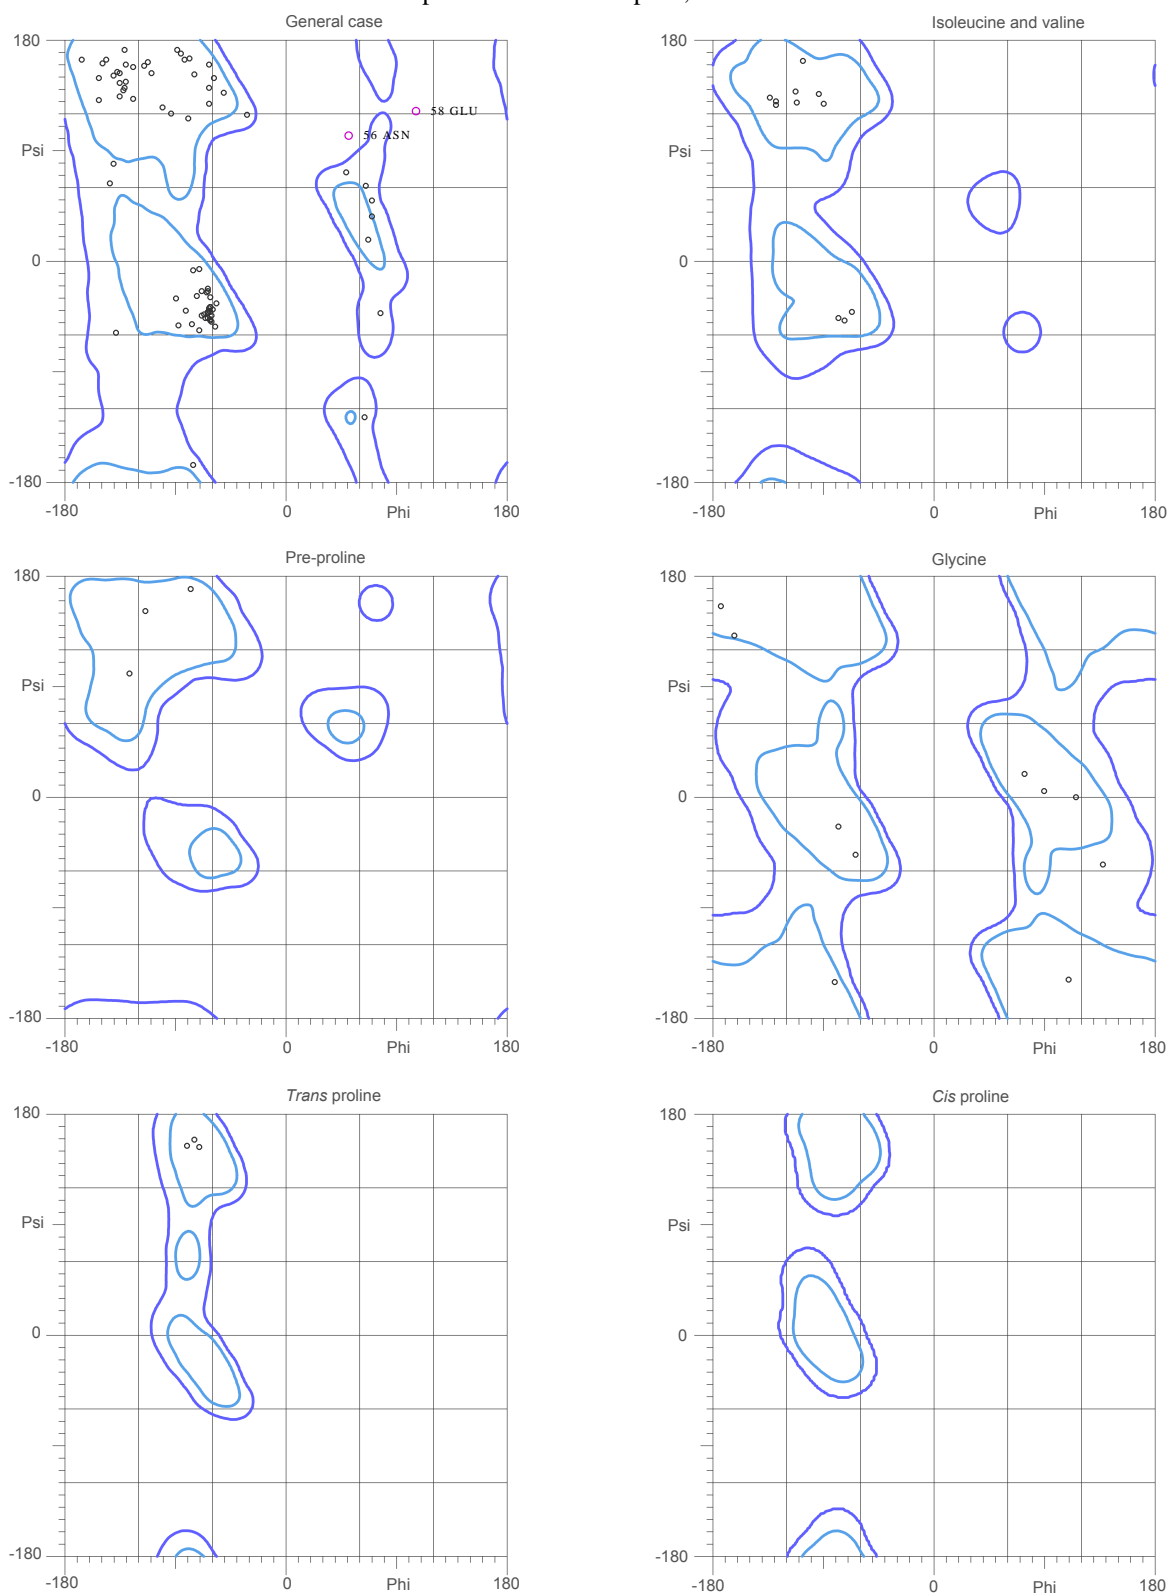 General case
180
Psi
0
-180
-180
0
Phi
180
58 GLU
56 ASN
Isoleucine and valine
180
Psi
0
-180
-180
0
Phi
180
Pre-proline
180
Psi
0
-180
-180
0
Phi
180
Glycine
180
Psi
0
-180
-180
0
Phi
180
Trans proline
180
Psi
0
-180
-180
0
Phi
180
Cis proline
180
Psi
0
-180
-180
0
Phi
180